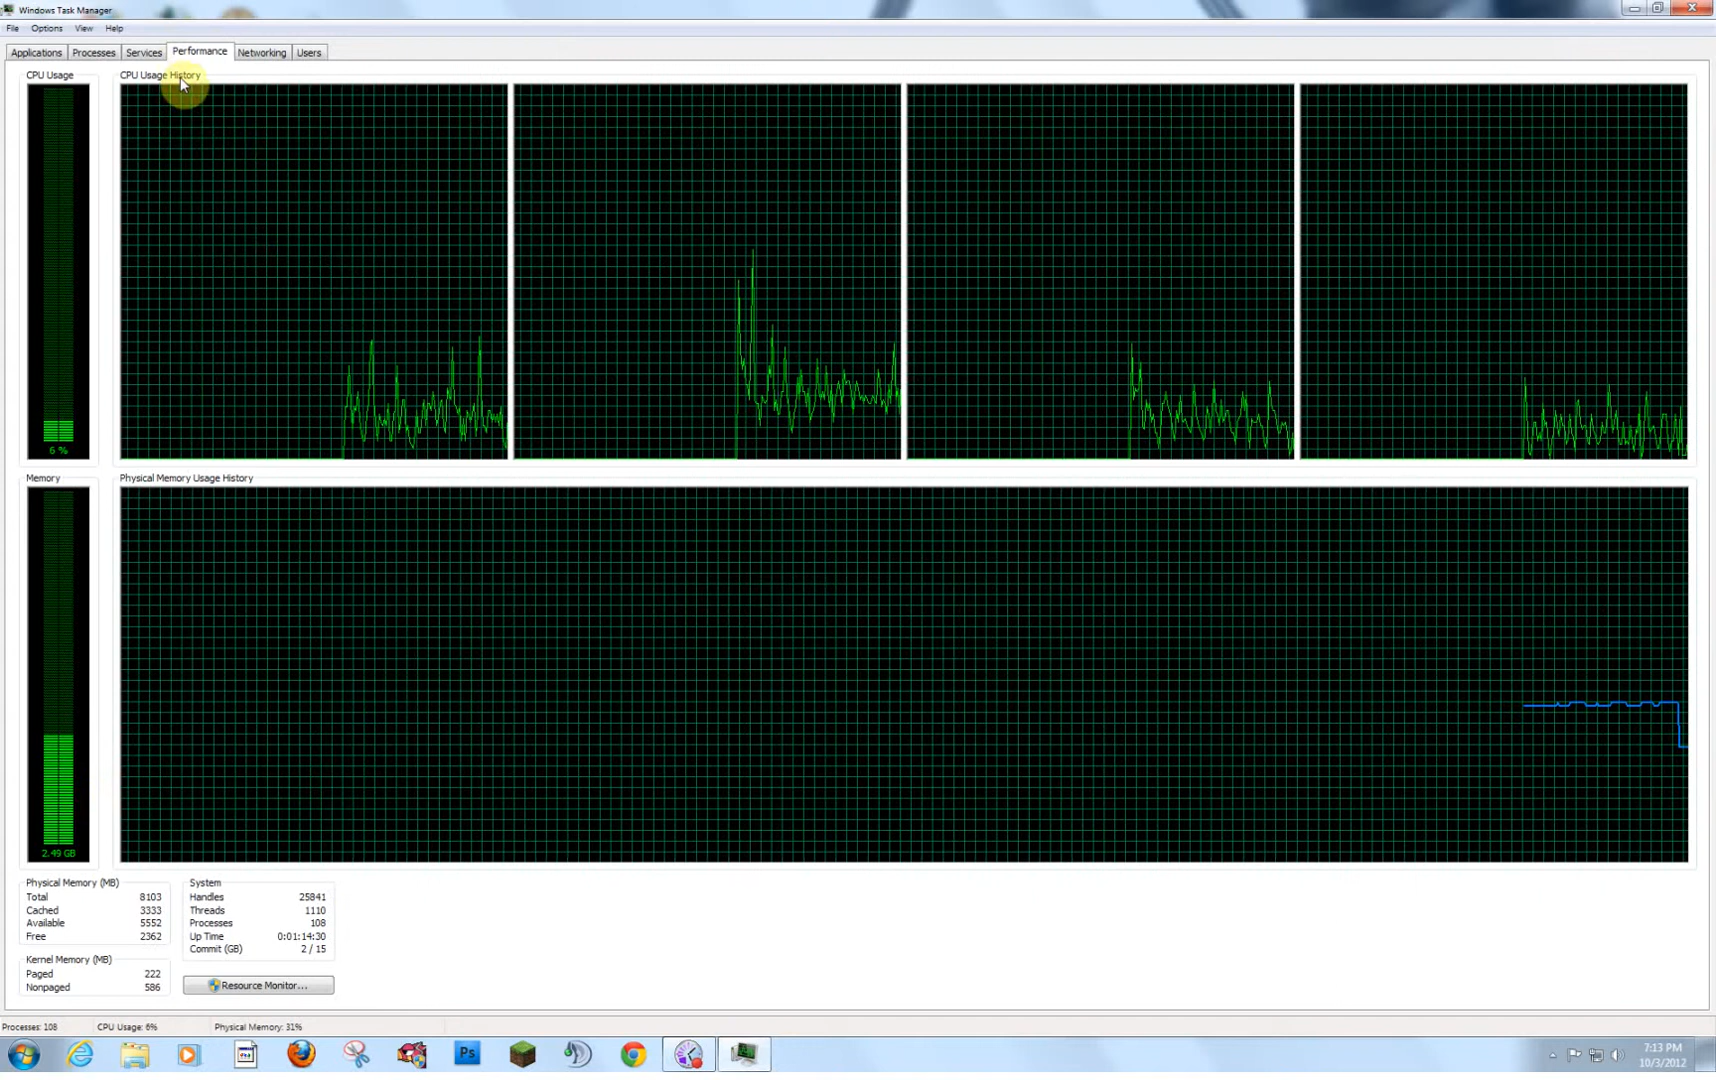 Windows Task Manager
File Options View Help
Applications Processes Services Performance Networking Users
CPU Usage CPU Usage History
6 %
Memory Physical Memory Usage History
2.49 GB
Physical Memory (MB) System
Total 8103 Handles 25841
Cached 3333 Threads 1110
Available 5552 Processes 108
Free 2362 Up Time 0:01:14:30
Commit (GB) 2 / 15
Kernel Memory (MB)
Paged 222
Nonpaged 586 Resource Monitor...
Processes: 108 CPU Usage: 6% Physical Memory: 31%
Ps
7:13 PM
10/3/2012